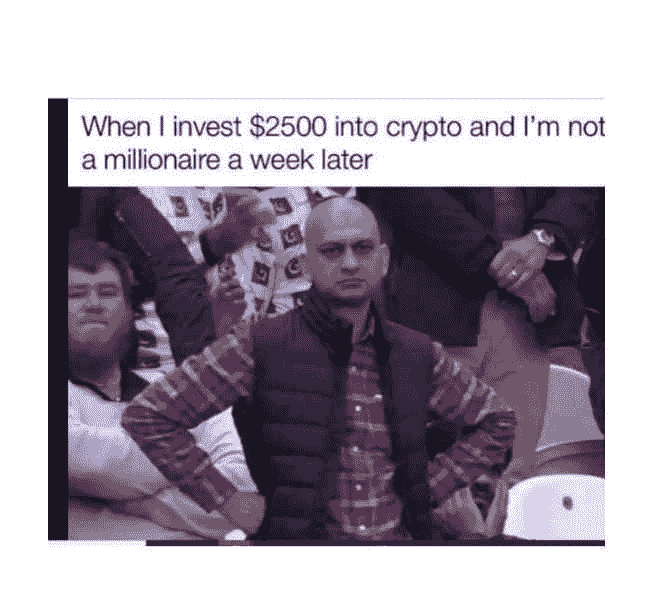 When I invest $2500 into crypto and I'm not
a millionaire a week later